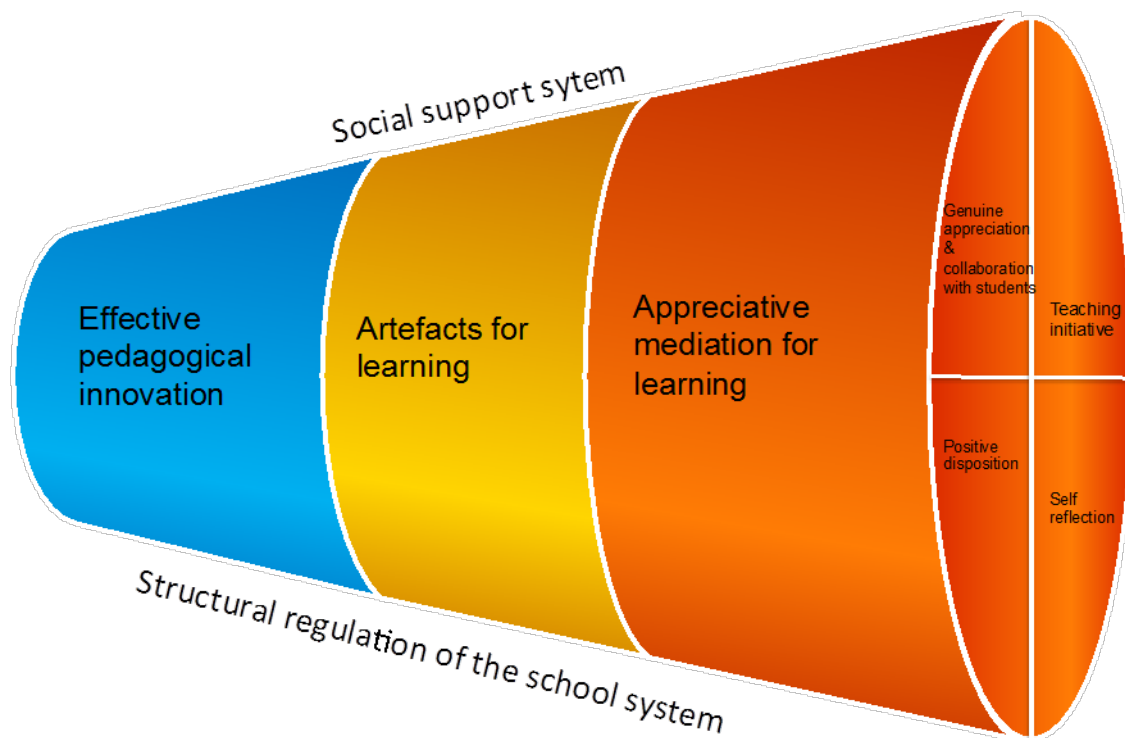 Social support sytem
Effective
pedagogical
innovation
Artefacts for
learning
Appreciative
mediation for
learning
Genuine
appreciation
&
collaboration
with students
Teaching
initiative
Positive
disposition
Self
reflection
Structural regulation of the school system